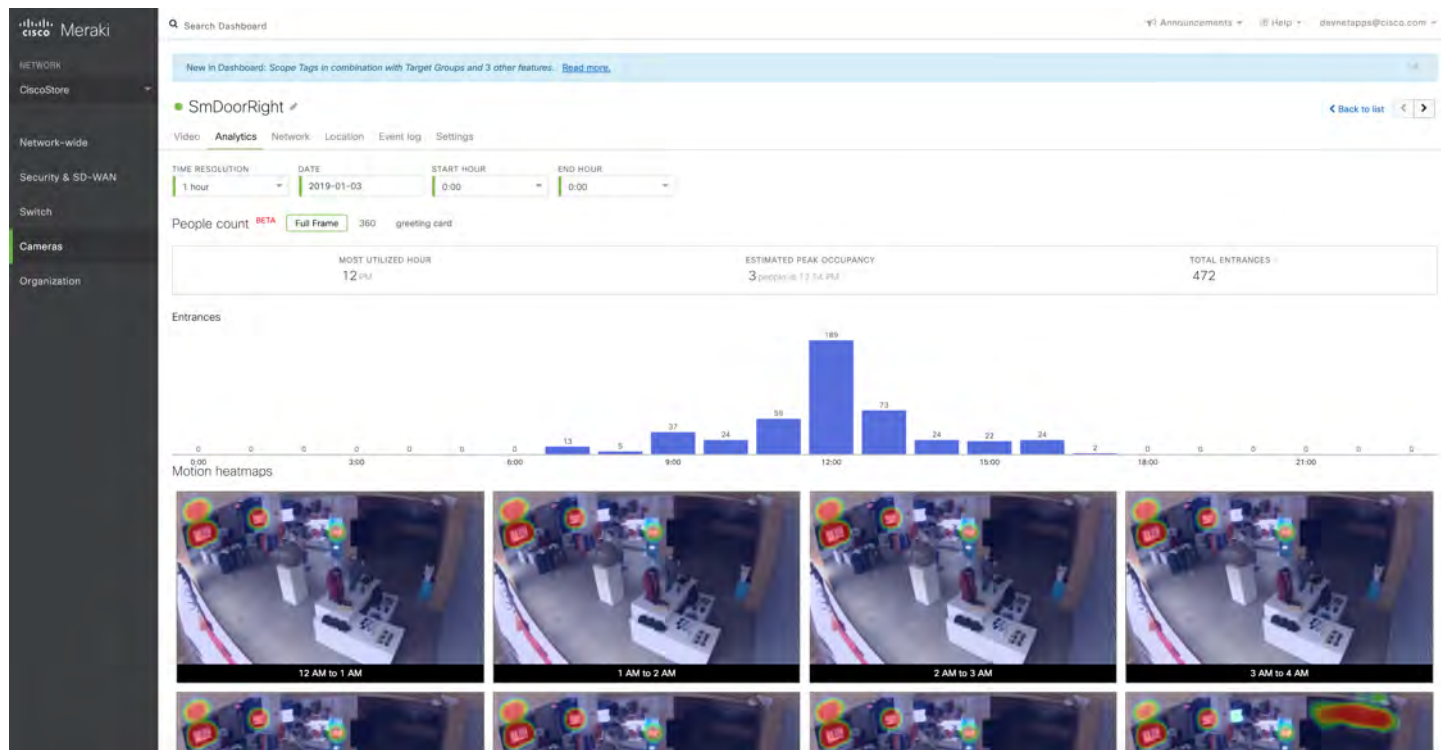 cisco Meraki
Search Dashboard
Announcements
Help
devnetapps@cisco.com
NETWORK
CiscoStore
Network-wide
Security & SD-WAN
Switch
Cameras
Organization
New in Dashboard: Scope Tags in combination with Target Groups and 3 other features. Read more.
SmDoorRight
Back to list
Video Analytics Network Location Event log Settings
TIME RESOLUTION DATE START HOUR END HOUR
1 hour 2019-01-03 0:00 0:00
People count BETA Full Frame 360 greeting card
MOST UTILIZED HOUR ESTIMATED PEAK OCCUPANCY TOTAL ENTRANCES
12 PM 3 people 472
Entrances
189
73
37 24 24 22 24
13 5 2
0 0 0 0 0 0 0 0 0 0 0 0 0
0:00 3:00 6:00 9:00 12:00 15:00 18:00 21:00
Motion heatmaps
12 AM to 1 AM 1 AM to 2 AM 2 AM to 3 AM 3 AM to 4 AM